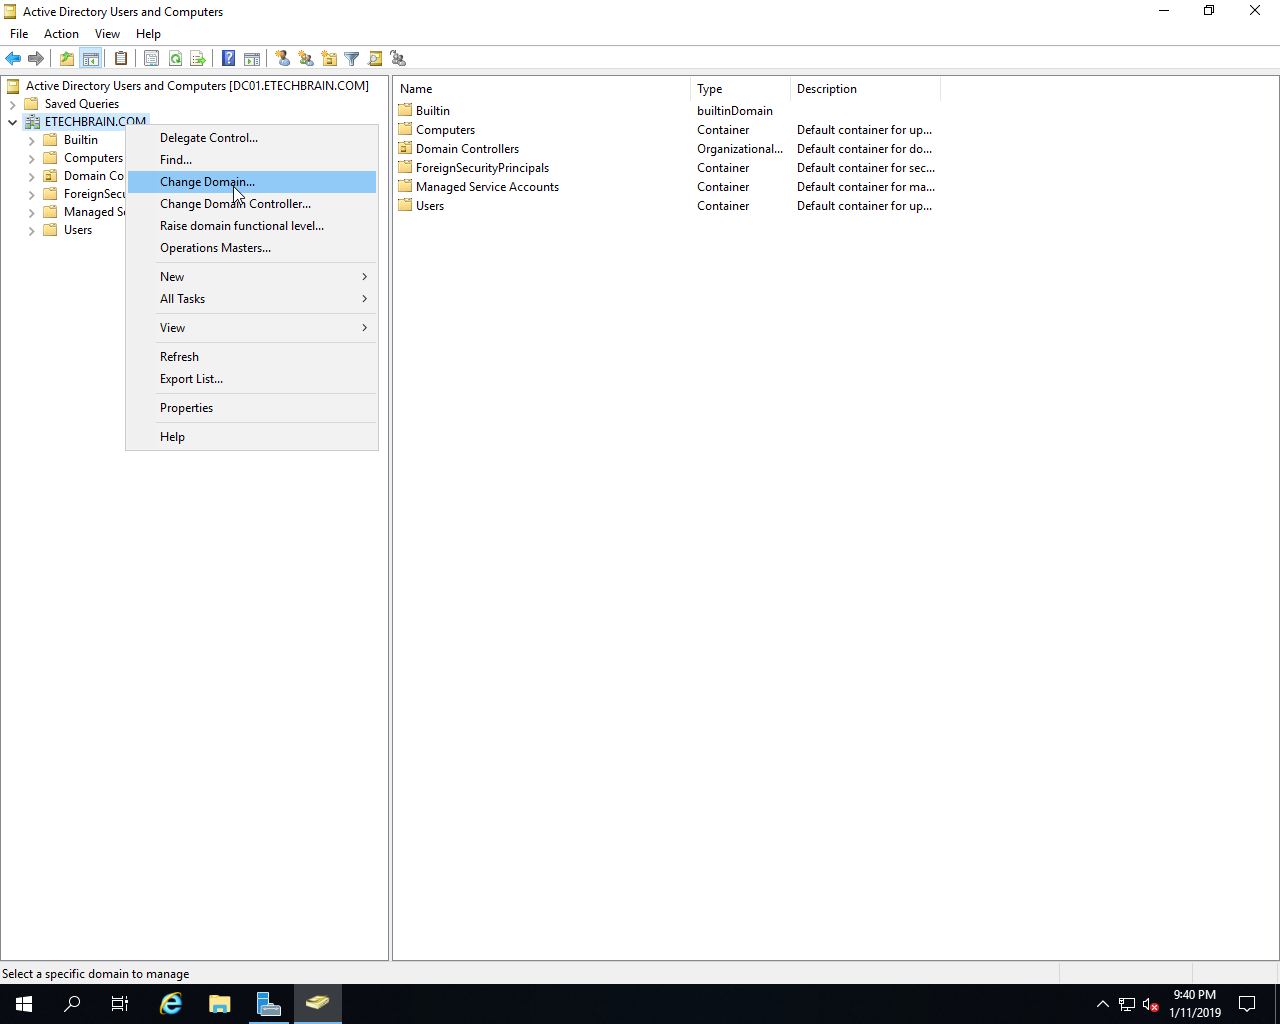 Active Directory Users and Computers
File Action View Help
Active Directory Users and Computers [DC01.ETECHBRAIN.COM]
Saved Queries
ETECHBRAIN.COM
Builtin
Computers
Domain Co
ForeignSecu
Managed Se
Users
Delegate Control...
Find...
Change Domain...
Change Domain Controller...
Raise domain functional level...
Operations Masters...
New
All Tasks
View
Refresh
Export List...
Properties
Help
Name Type Description
Builtin builtinDomain
Computers Container Default container for up...
Domain Controllers Organizational... Default container for do...
ForeignSecurityPrincipals Container Default container for sec...
Managed Service Accounts Container Default container for ma...
Users Container Default container for up...
Select a specific domain to manage
9:40 PM
1/11/2019